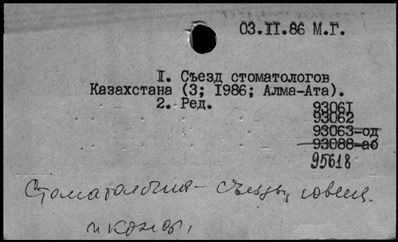 03.II.86 М.Г.
I. Съезд стоматологов
Казахстана (3; 1986; Алма-Ата).
2. Ред.
93061
93062
93063-од
93088-аб
95618
Стоматология - съезды, совещ.
и конф.,